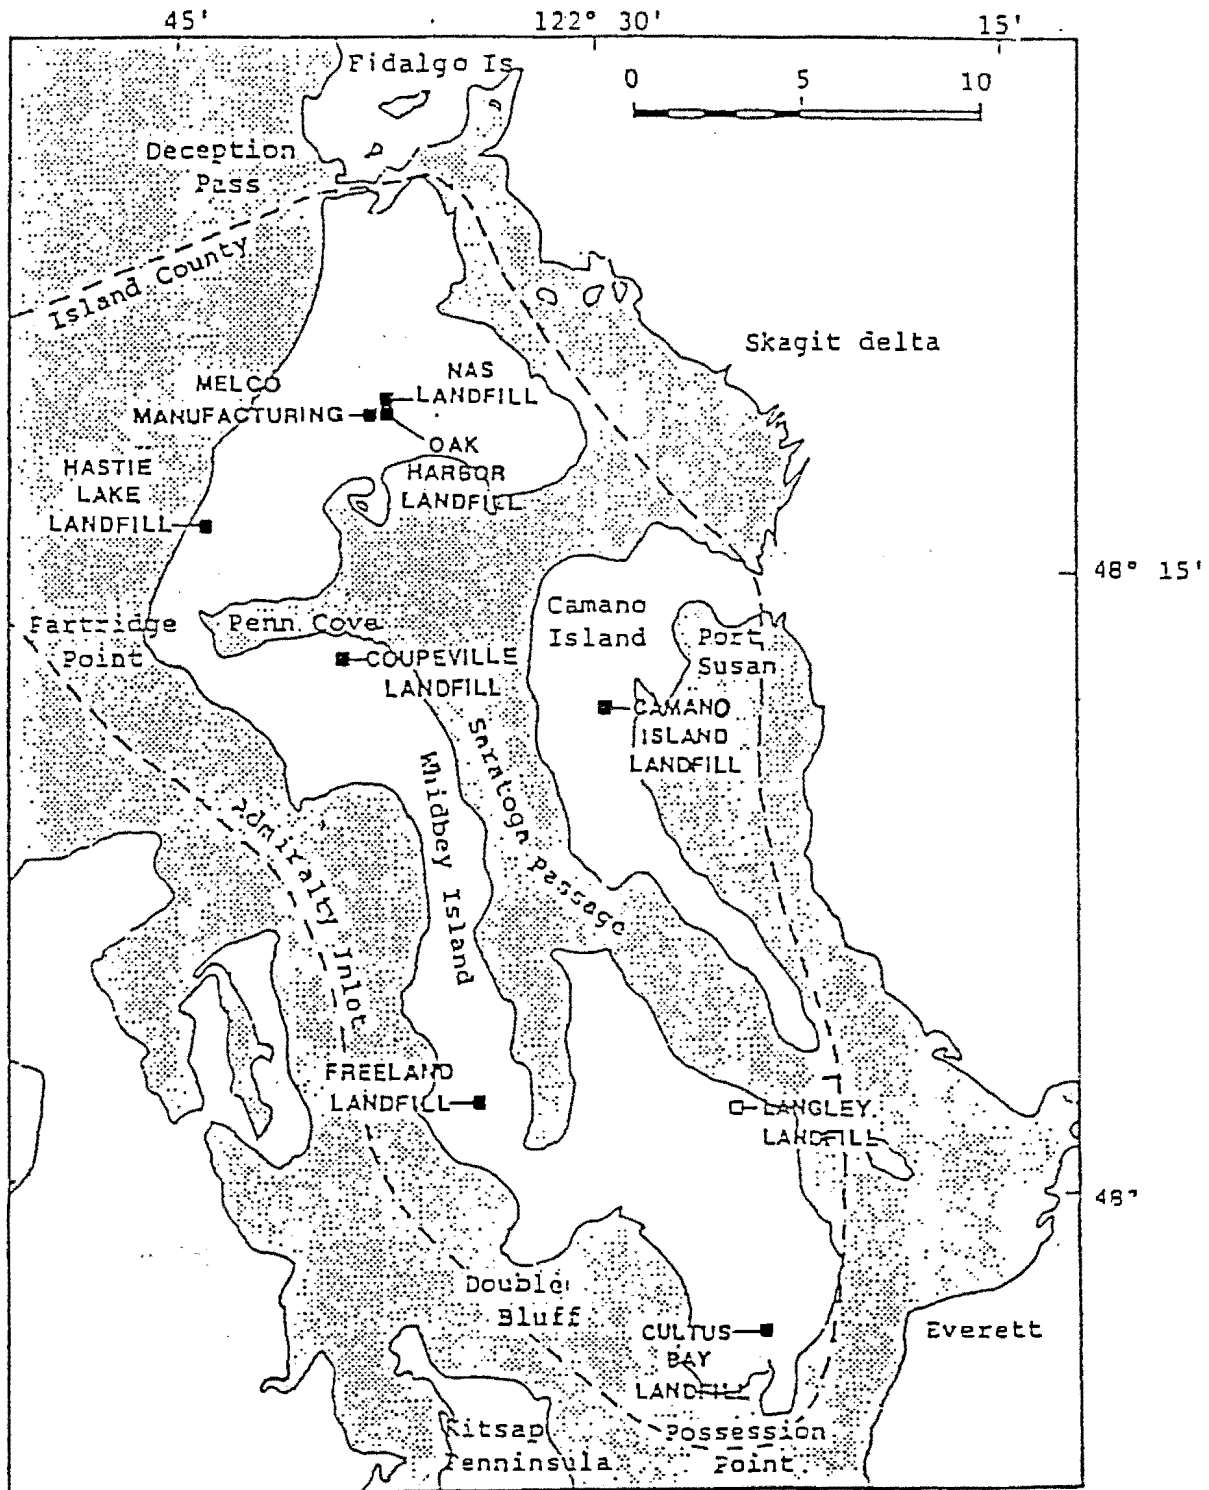 45'
122° 30'
15'
Fidalgo Is
0
5
10
Deception
Pass
Island County
Skagit delta
MELCO
MANUFACTURING
NAS
LANDFILL
OAK
HARBOR
LANDFILL
HASTIE
LAKE
LANDFILL
48° 15'
Partridge
Point
Penn Cove
Camano
Island
Port
Susan
COUPEVILLE
LANDFILL
CAMANO
ISLAND
LANDFILL
Saratoga Passage
Whidbey Island
Admiralty Inlet
FREELAND
LANDFILL
LANGLEY
LANDFILL
48°
Double
Bluff
CULTUS
BAY
LANDFILL
Everett
Kitsap
Penninsula
Possession
Point